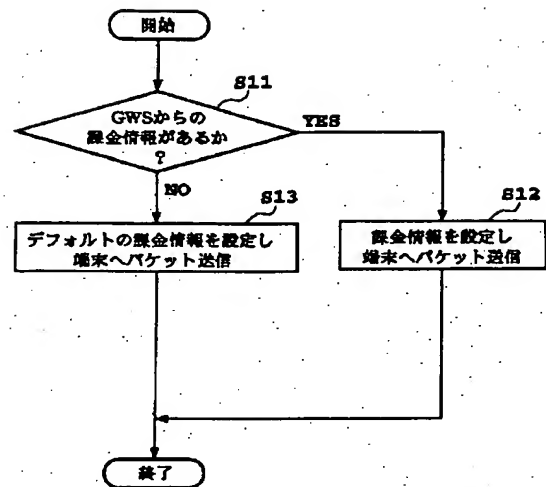 開始
S11
GWSからの
課金情報があるか
?
YES
NO
S13
デフォルトの課金情報を設定し
端末へパケット送信
S12
課金情報を設定し
端末へパケット送信
終了